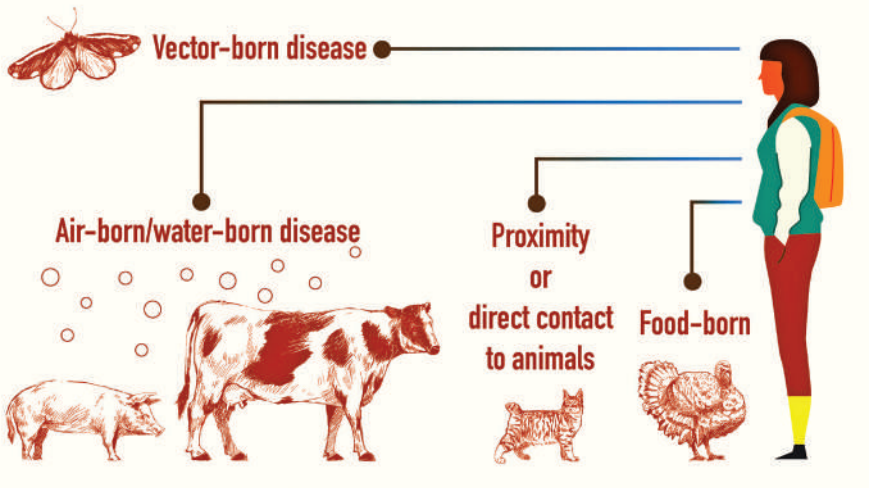 Vector-born disease
Air-born/water-born disease
Proximity
or
direct contact
to animals
Food-born